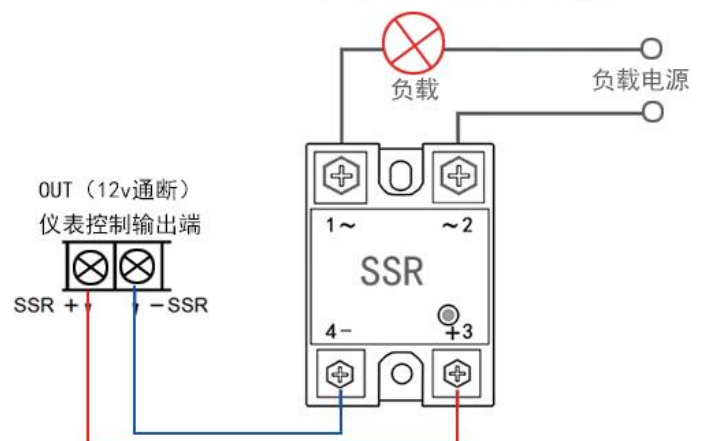 负载
负载电源
OUT（12v通断）
仪表控制输出端
SSR + -SSR
1~ ~2
SSR
4- +3